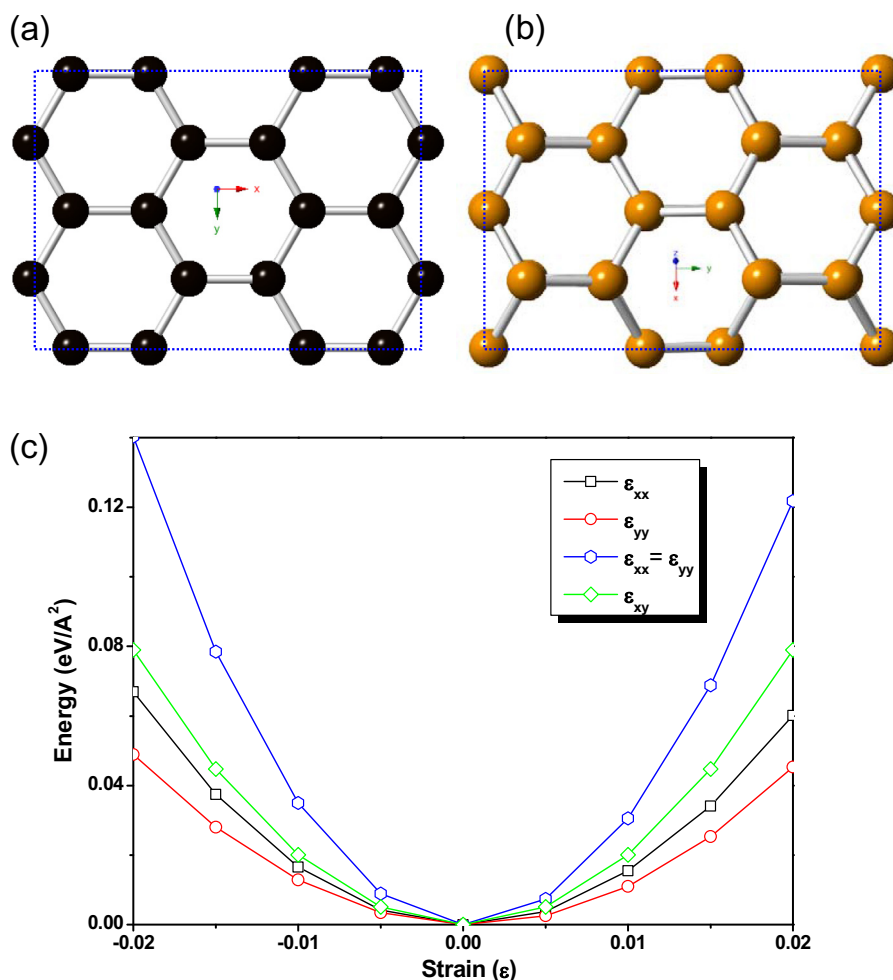 (a)
(b)
x
y
z
y
x
(c)
Energy (eV/A²)
0.12
0.08
0.04
0.00
εxx
εyy
εxx = εyy
εxy
-0.02
-0.01
0.00
0.01
0.02
Strain (ε)